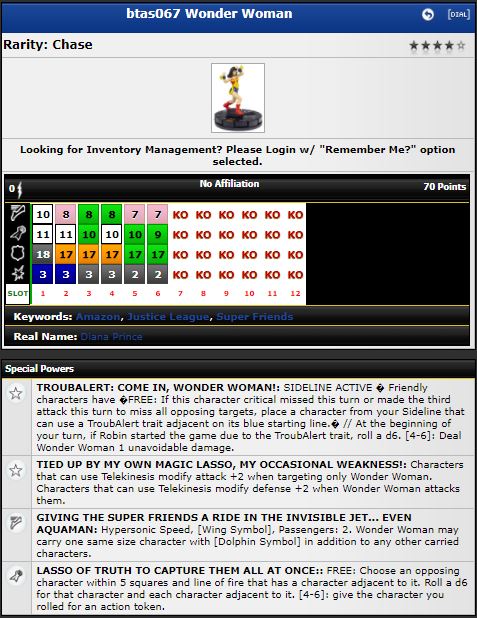 btas067 Wonder Woman [DIAL]
Rarity: Chase
Looking for Inventory Management? Please Login w/ "Remember Me?" option
selected.
0 No Affiliation 70 Points
10 8 8 8 7 7 KO KO KO KO KO KO
11 11 10 10 10 9 KO KO KO KO KO KO
18 17 17 17 17 17 KO KO KO KO KO KO
3 3 3 3 2 2 KO KO KO KO KO KO
SLOT 1 2 3 4 5 6 7 8 9 10 11 12
Keywords: Amazon, Justice League, Super Friends
Real Name: Diana Prince
Special Powers
TROUBALERT: COME IN, WONDER WOMAN!: SIDELINE ACTIVE � Friendly
characters have �FREE: If this character critical missed this turn or made the third
attack this turn to miss all opposing targets, place a character from your Sideline that
can use a TroubAlert trait adjacent on its blue starting line.� // At the beginning of
your turn, if Robin started the game due to the TroubAlert trait, roll a d6. [4-6]: Deal
Wonder Woman 1 unavoidable damage.
TIED UP BY MY OWN MAGIC LASSO, MY OCCASIONAL WEAKNESS!: Characters
that can use Telekinesis modify attack +2 when targeting only Wonder Woman.
Characters that can use Telekinesis modify defense +2 when Wonder Woman attacks
them.
GIVING THE SUPER FRIENDS A RIDE IN THE INVISIBLE JET... EVEN
AQUAMAN: Hypersonic Speed, [Wing Symbol], Passengers: 2. Wonder Woman may
carry one same size character with [Dolphin Symbol] in addition to any other carried
characters.
LASSO OF TRUTH TO CAPTURE THEM ALL AT ONCE:: FREE: Choose an opposing
character within 5 squares and line of fire that has a character adjacent to it. Roll a d6
for that character and each character adjacent to it. [4-6]: give the character you
rolled for an action token.